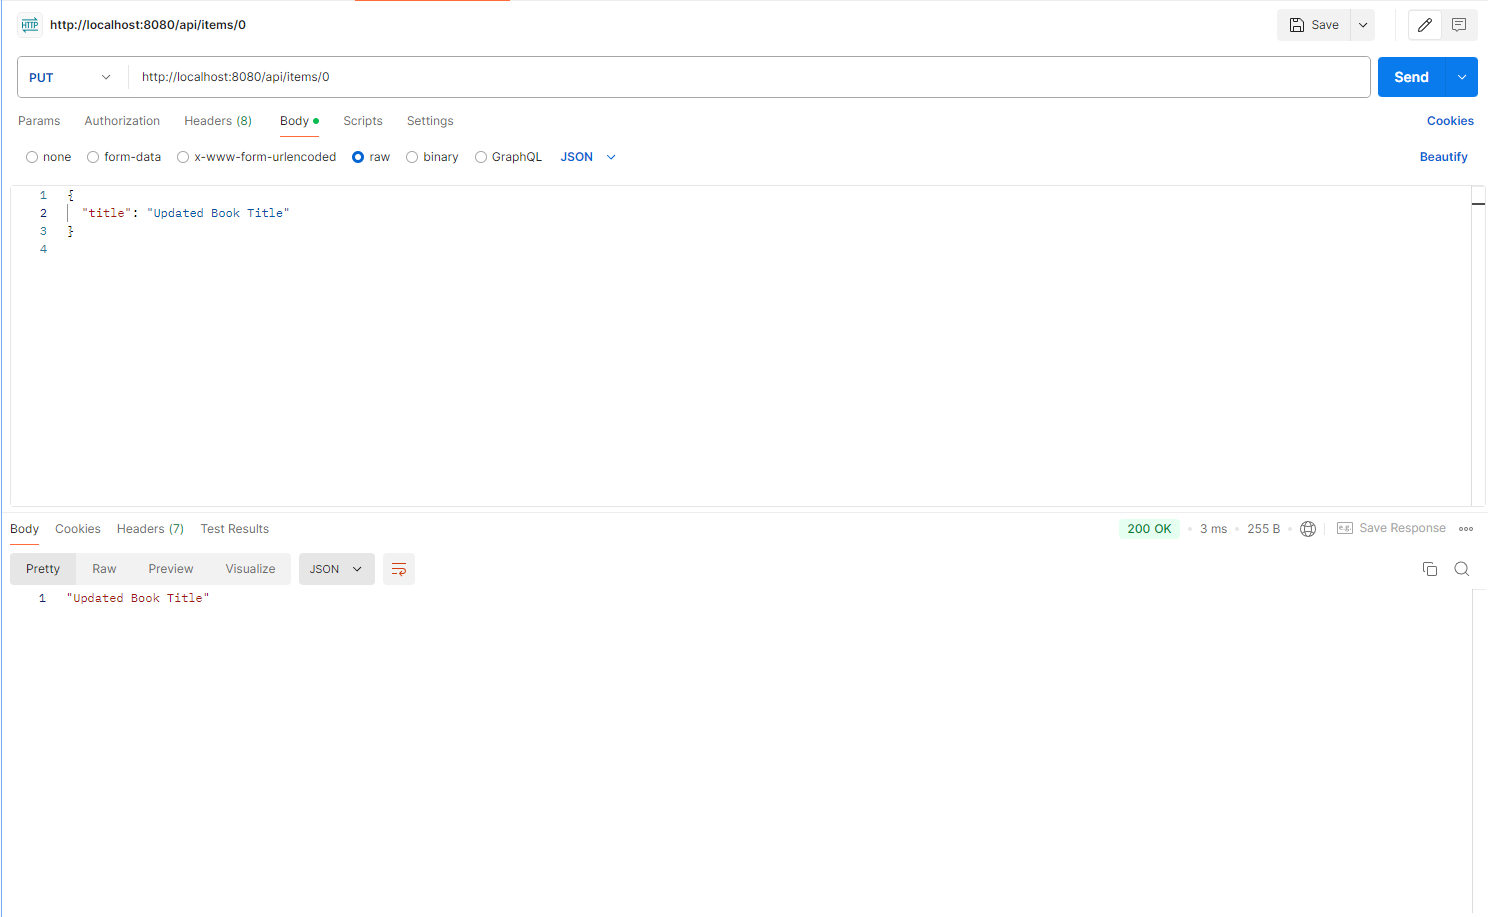 HTTP http://localhost:8080/api/items/0 Save
PUT http://localhost:8080/api/items/0 Send
Params Authorization Headers (8) Body Scripts Settings Cookies
none form-data x-www-form-urlencoded raw binary GraphQL JSON Beautify
1 {
2 "title": "Updated Book Title"
3 }
4
Body Cookies Headers (7) Test Results 200 OK 3 ms 255 B e.g. Save Response
Pretty Raw Preview Visualize JSON
1 "Updated Book Title"